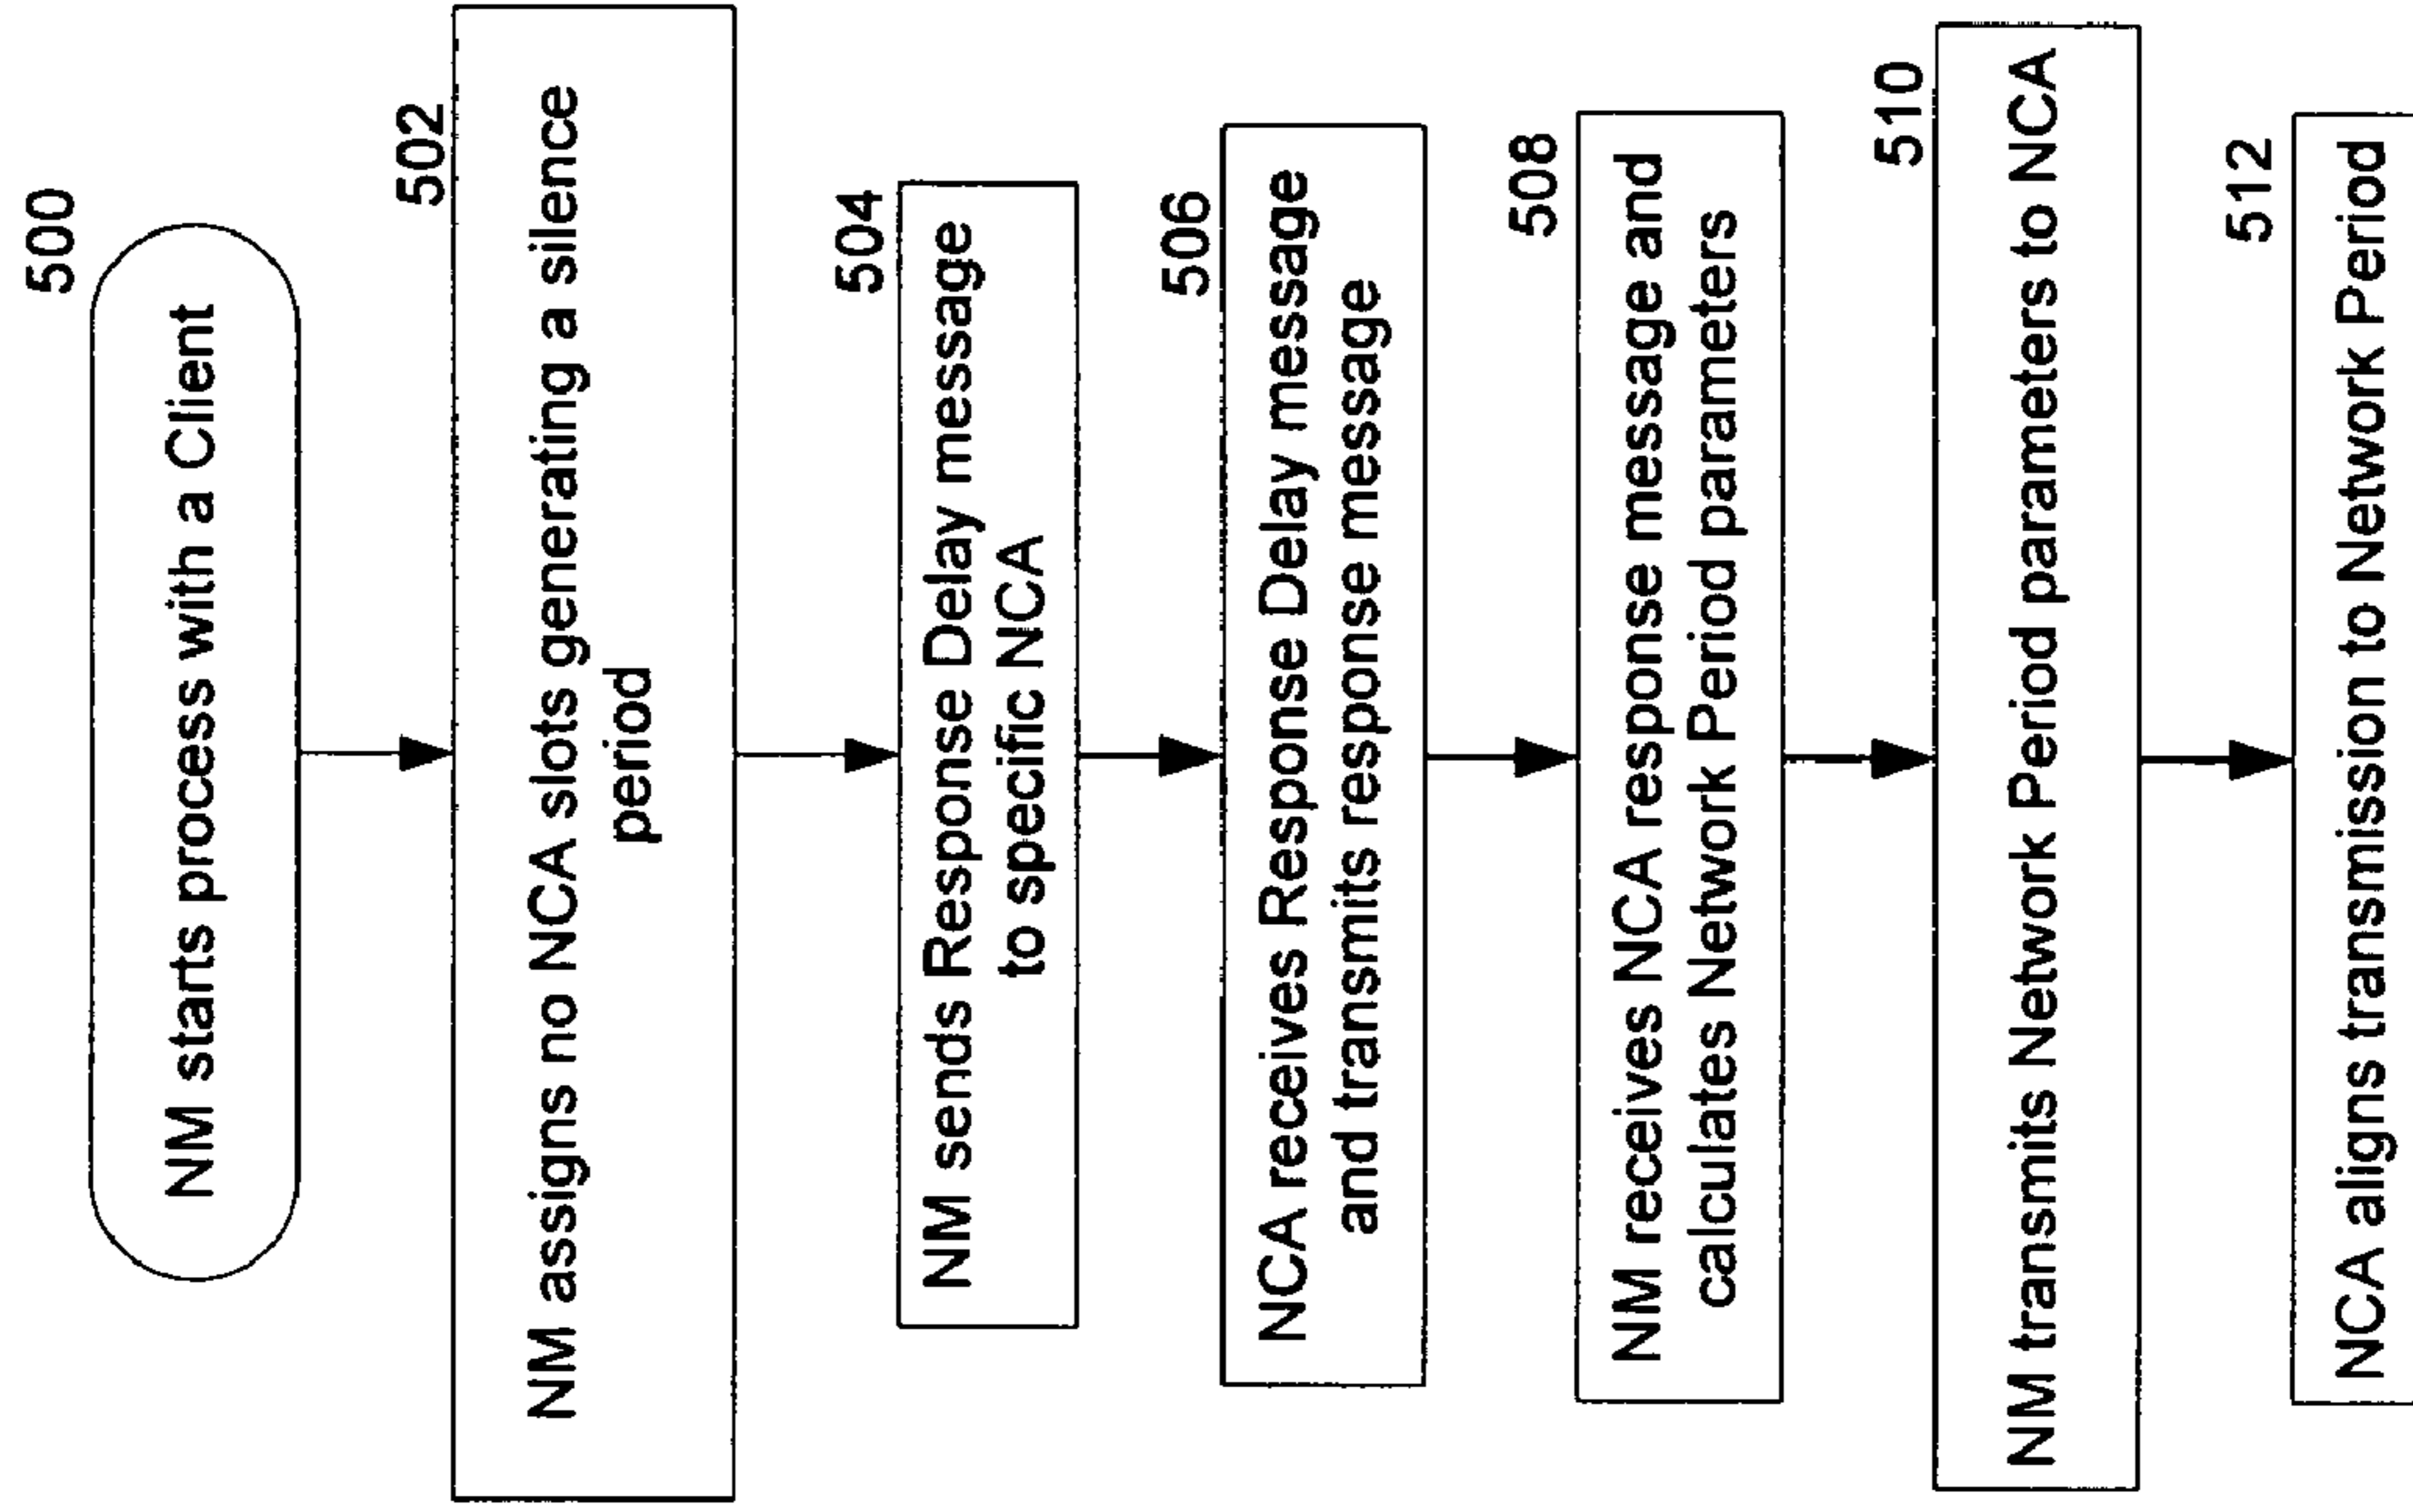 500
NM starts process with a Client
502
NM assigns no NCA slots generating a silence
period
504
NM sends Response Delay message
to specific NCA
506
NCA receives Response Delay message
and transmits response message
508
NM receives NCA response message and
calculates Network Period parameters
510
NM transmits Network Period parameters to NCA
512
NCA aligns transmission to Network Period